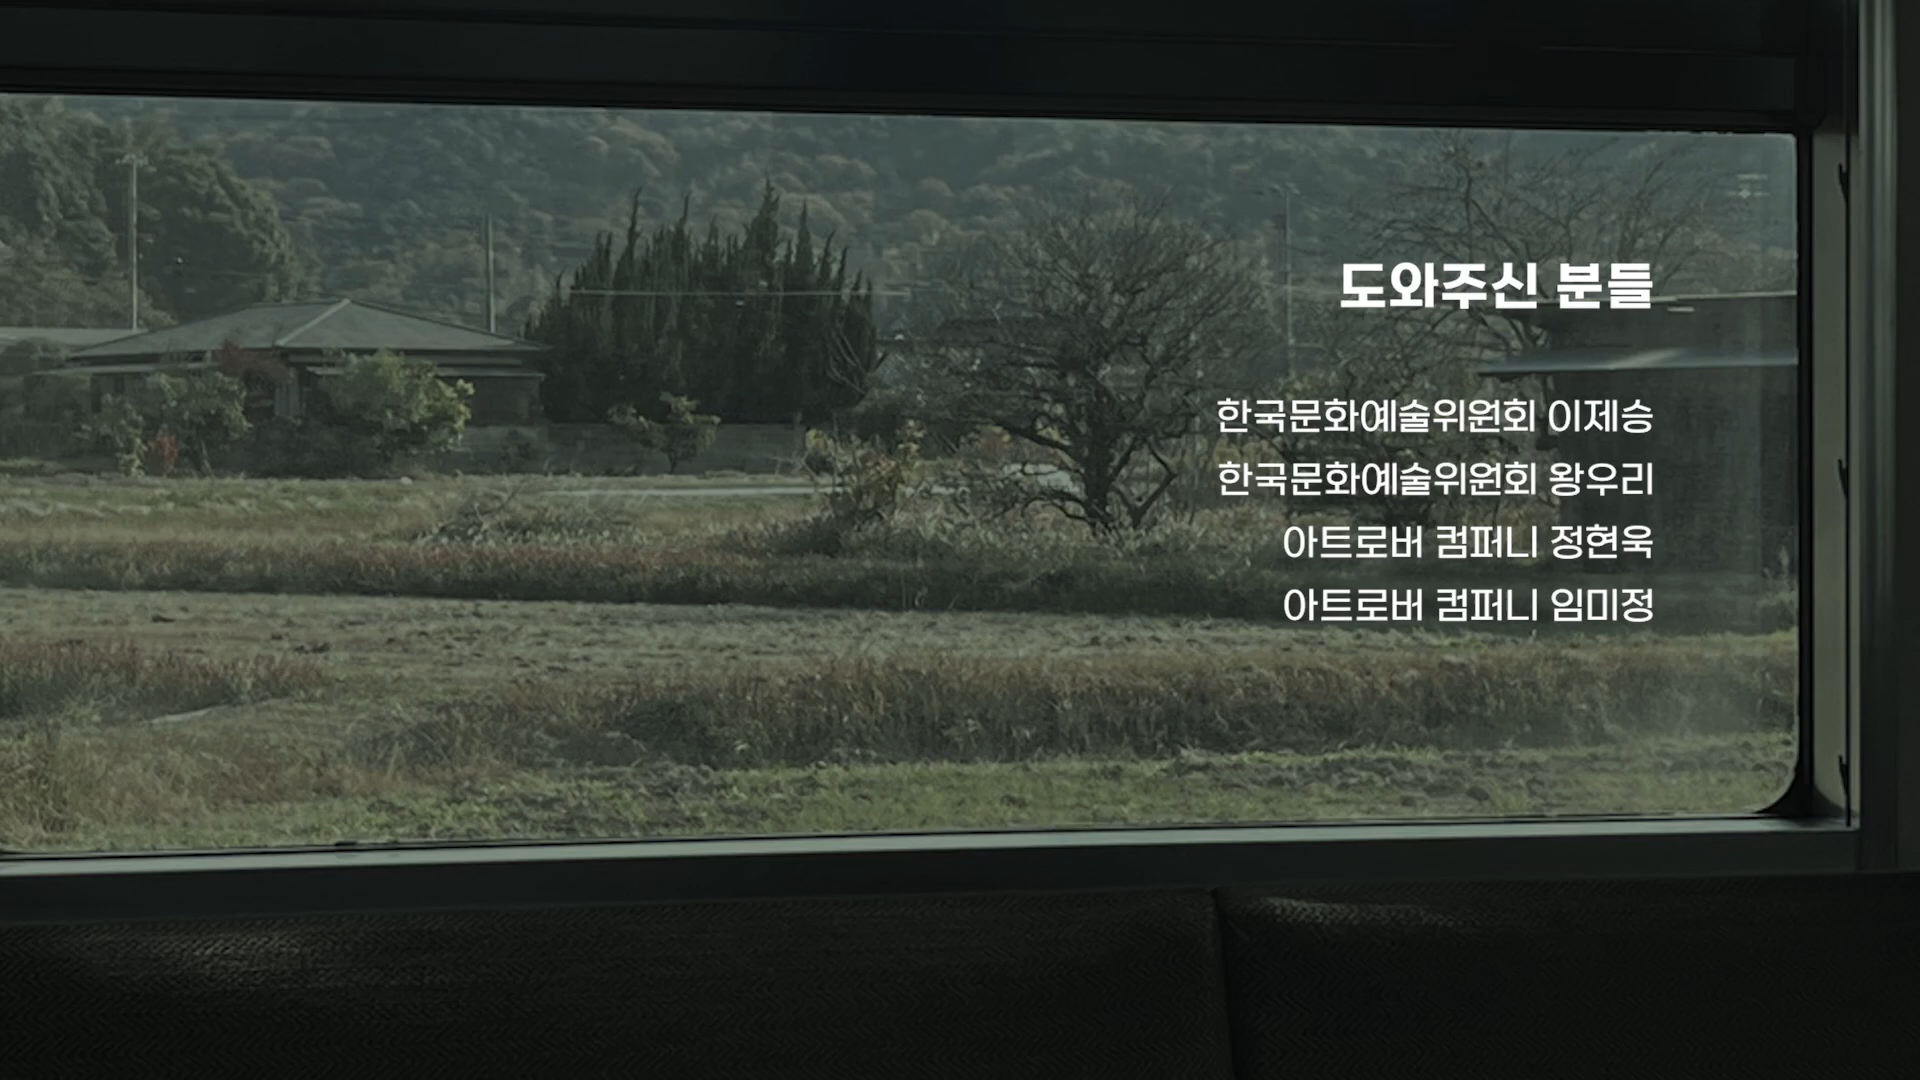 도와주신 분들
한국문화예술위원회 이제승
한국문화예술위원회 왕우리
아트로버 컴퍼니 정현욱
아트로버 컴퍼니 임미정